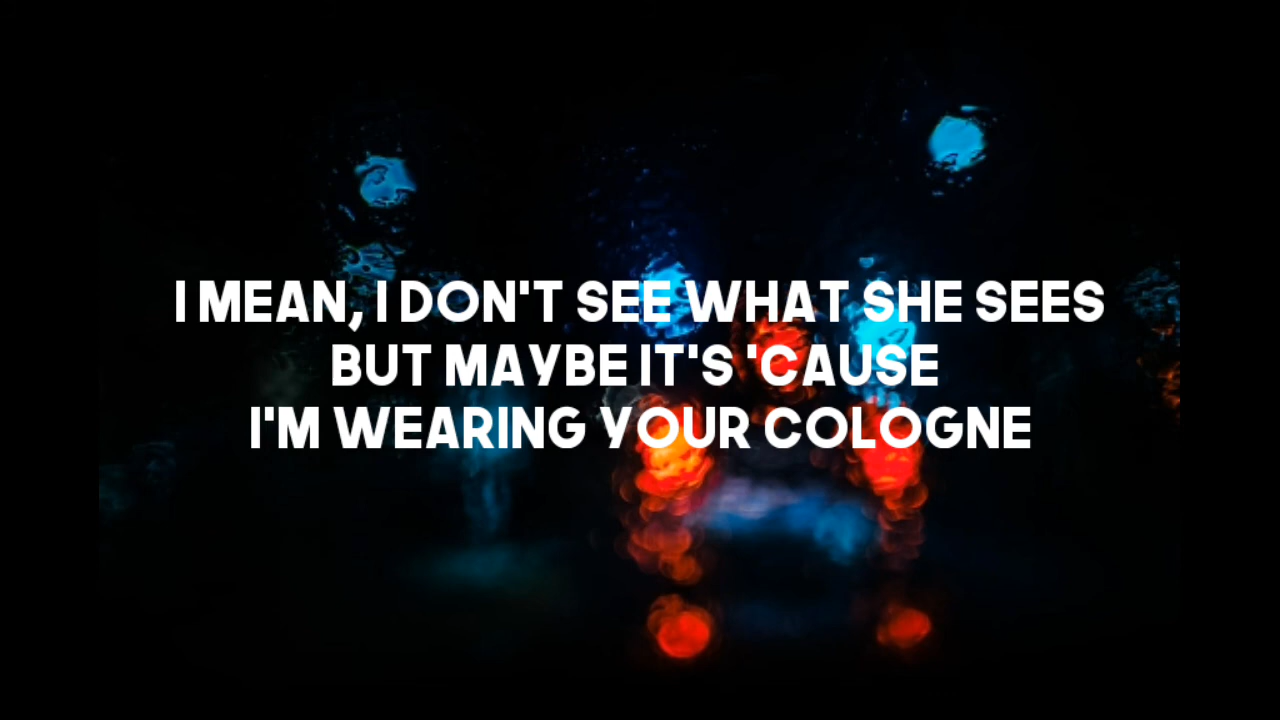 I MEAN, I DON'T SEE WHAT SHE SEES
BUT MAYBE IT'S 'CAUSE
I'M WEARING YOUR COLOGNE